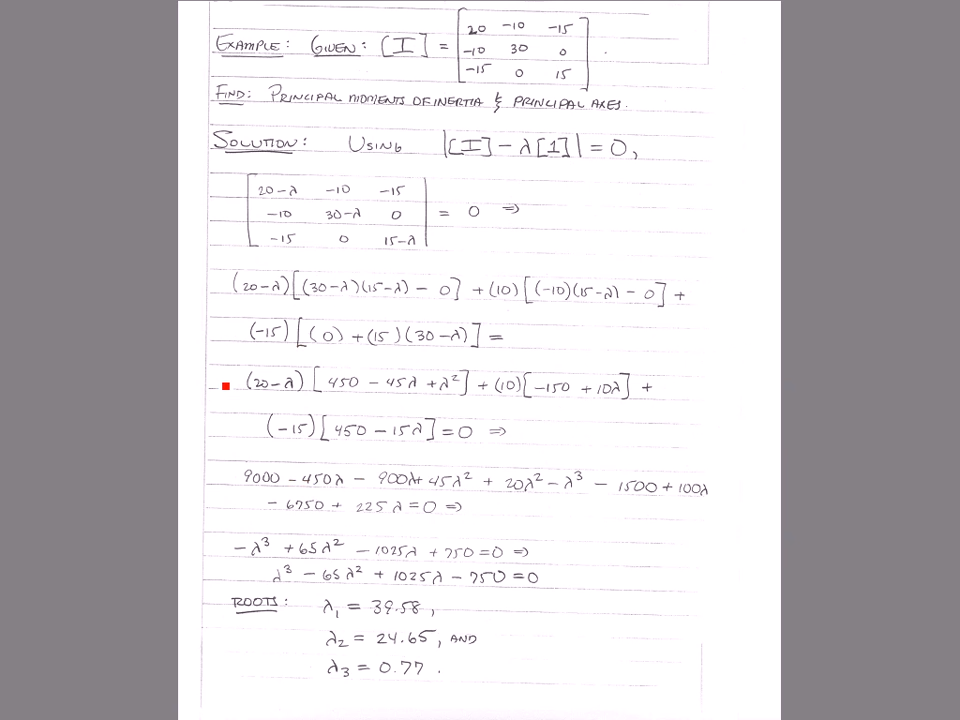 EXAMPLE: GIVEN: [I] = [20 -10 -15
-10 30 0
-15 0 15].
FIND: PRINCIPAL MOMENTS OF INERTIA & PRINCIPAL AXES.
SOLUTION: USING |[I] - λ[1]| = 0,
20-λ -10 -15
-10 30-λ 0 = 0 ⇒
-15 0 15-λ
(20-λ)[(30-λ)(15-λ) - 0] + (10)[(-10)(15-λ) - 0] +
(-15)[(0) + (15)(30-λ)] =
(20-λ)[450 - 45λ + λ²] + (10)[-150 + 10λ] +
(-15)[450 - 15λ] = 0 ⇒
9000 - 450λ - 900λ + 45λ² + 20λ² - λ³ - 1500 + 100λ
- 6750 + 225λ = 0 ⇒
-λ³ + 65λ² - 1025λ + 750 = 0 ⇒
λ³ - 65λ² + 1025λ - 750 = 0
ROOTS: λ₁ = 39.58,
λ₂ = 24.65, AND
λ₃ = 0.77.